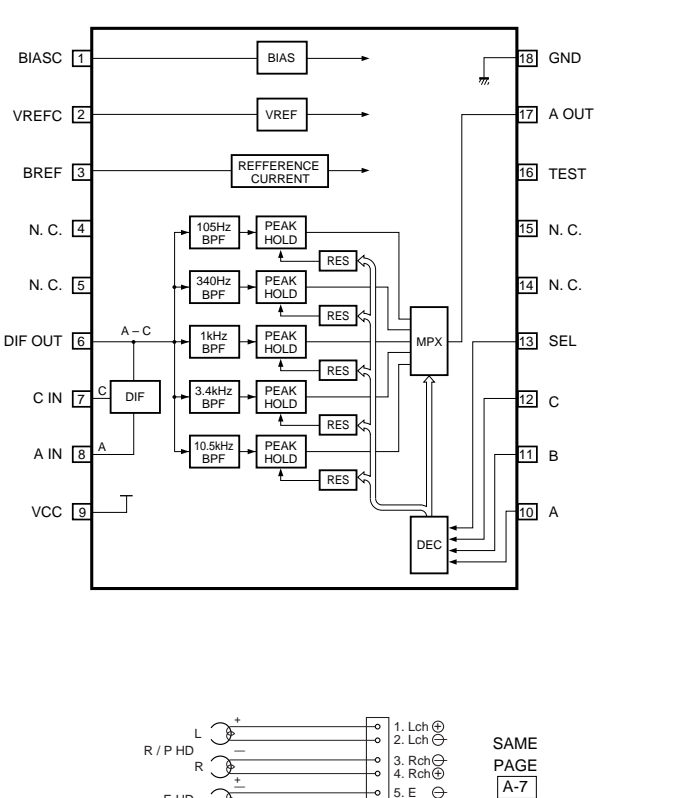 BIASC 1 BIAS 18 GND
VREFC 2 VREF 17 A OUT
BREF 3 REFFERENCE CURRENT 16 TEST
N. C. 4 105Hz BPF PEAK HOLD 15 N. C.
RES
N. C. 5 340Hz BPF PEAK HOLD 14 N. C.
RES
DIF OUT 6 A – C 1kHz BPF PEAK HOLD MPX 13 SEL
RES
C IN 7 C DIF 3.4kHz BPF PEAK HOLD 12 C
RES
A IN 8 A 10.5kHz BPF PEAK HOLD 11 B
RES
VCC 9 10 A
DEC
L + 1. Lch ⊕
R / P HD — 2. Lch ⊖
R 3. Rch ⊖
+ 4. Rch ⊕
— 5. E ⊖
SAME
PAGE
A-7